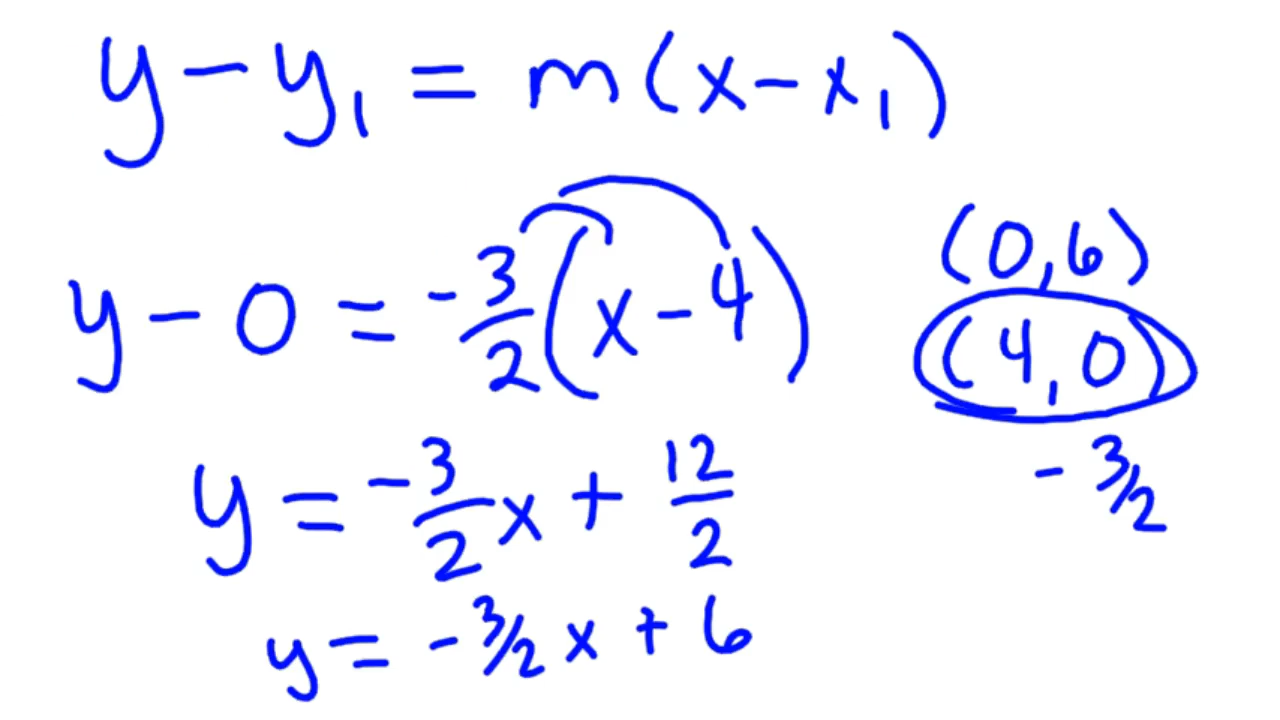 y - y₁ = m(x - x₁)
y - 0 = -3/2(x - 4)
y = -3/2x + 12/2
y = -3/2x + 6
(0,6)
(4,0)
-3/2